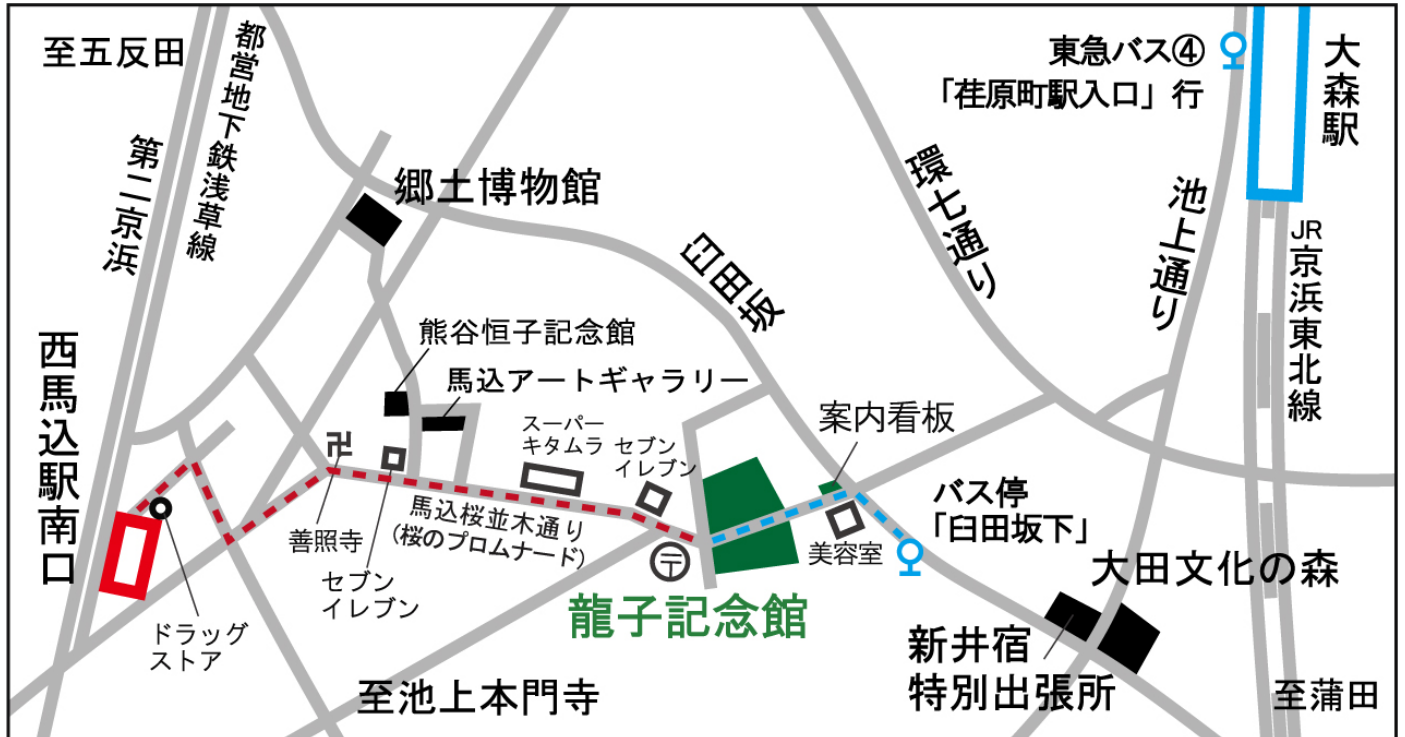 至五反田
都営地下鉄浅草線
第二京浜
郷土博物館
臼田坂
環七通り
東急バス④
「荏原町駅入口」行
大森駅
池上通り
JR京浜東北線
熊谷恒子記念館
馬込アートギャラリー
西馬込駅南口
卍
スーパー
キタムラ
セブン
イレブン
案内看板
善照寺
馬込桜並木通り
(桜のプロムナード)
バス停
「臼田坂下」
美容室
セブン
イレブン
〒
大田文化の森
ドラッグ
ストア
龍子記念館
新井宿
特別出張所
至池上本門寺
至蒲田